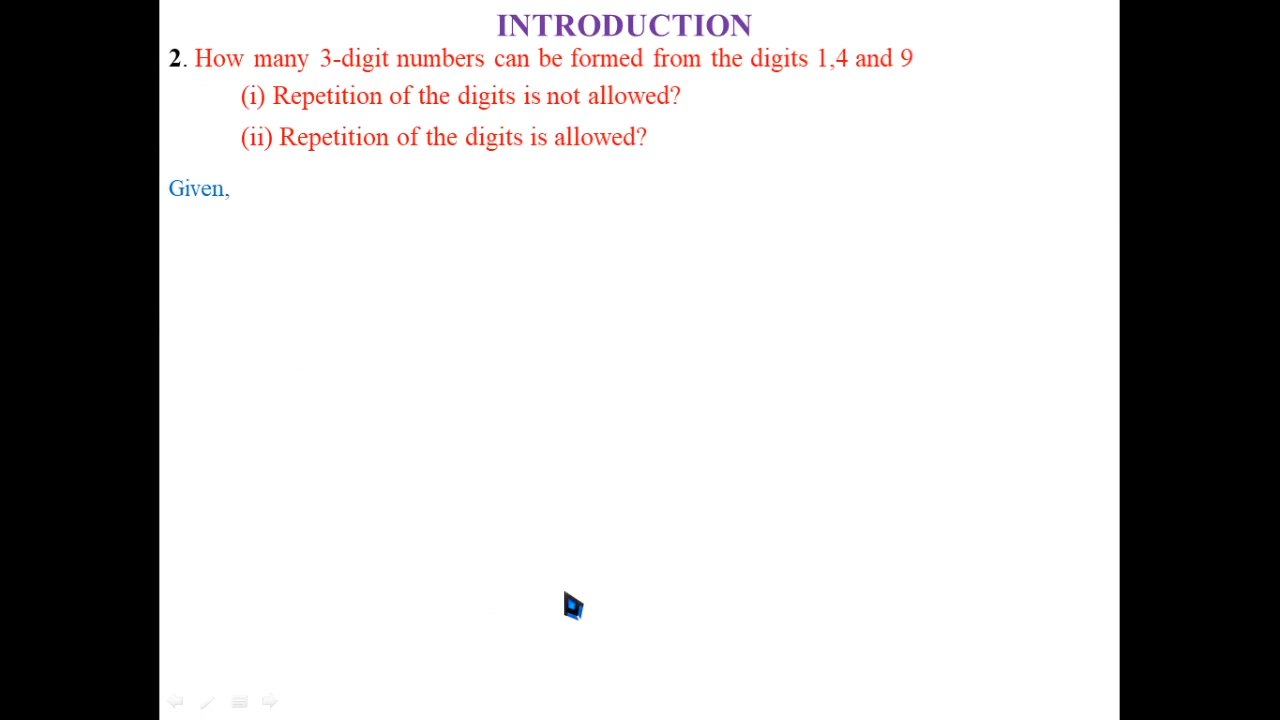 INTRODUCTION
2. How many 3-digit numbers can be formed from the digits 1,4 and 9
(i) Repetition of the digits is not allowed?
(ii) Repetition of the digits is allowed?
Given,